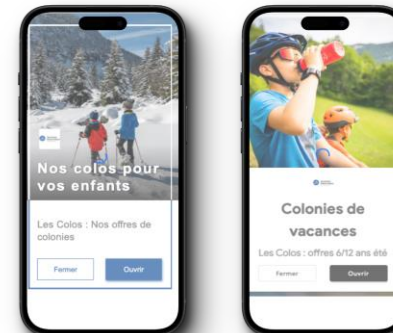 Nos colos pour
vos enfants
Les Colos : Nos offres de
colonies
Fermer
Ouvrir
Colonies de
vacances
Les Colos : offres 6/12 ans été
Fermer
Ouvrir